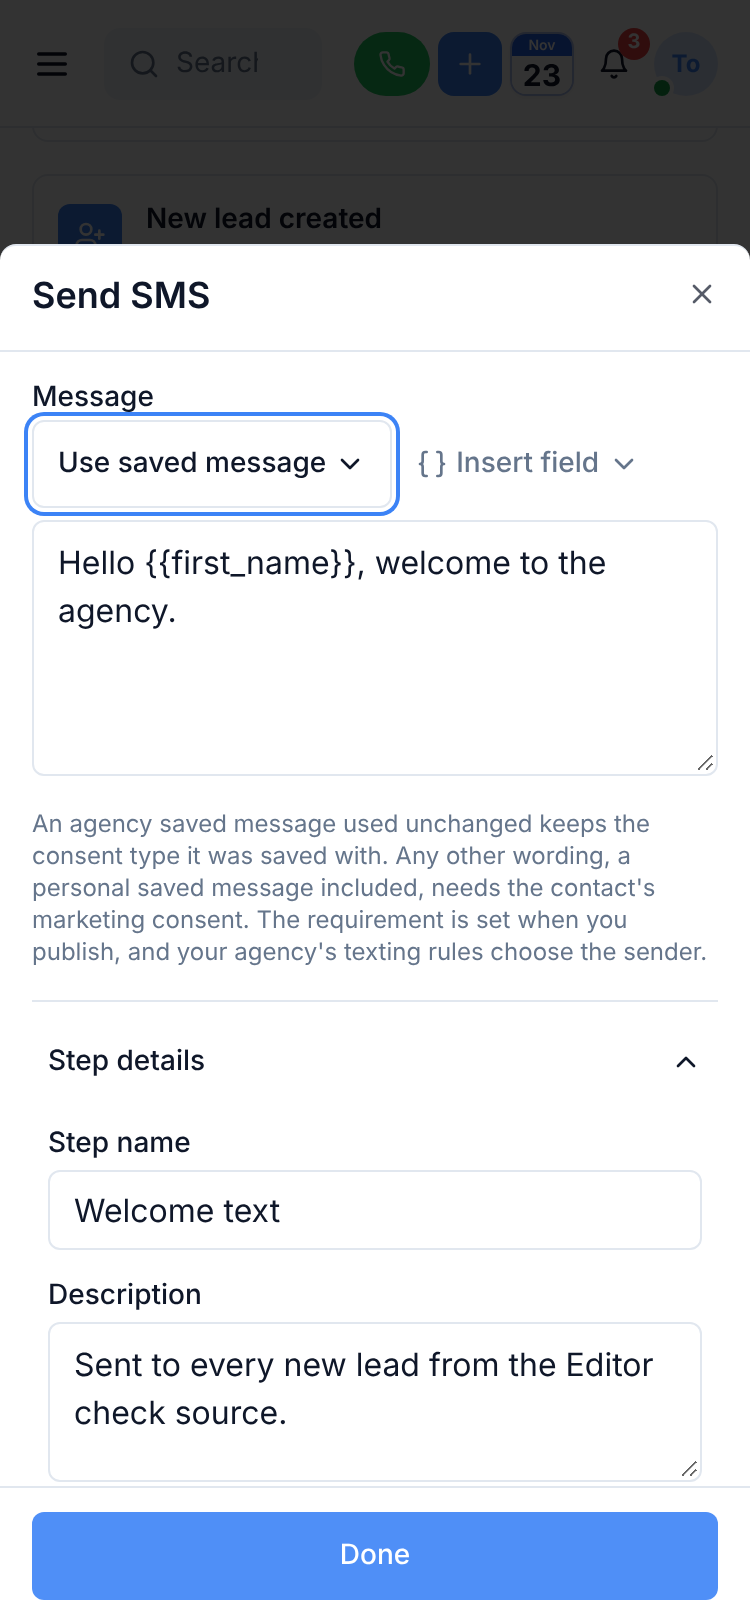 Search
Nov
23
3
To
New lead created
Send SMS
Message
Use saved message
{ } Insert field
Hello {{first_name}}, welcome to the
agency.
An agency saved message used unchanged keeps the
consent type it was saved with. Any other wording, a
personal saved message included, needs the contact's
marketing consent. The requirement is set when you
publish, and your agency's texting rules choose the sender.
Step details
Step name
Welcome text
Description
Sent to every new lead from the Editor
check source.
Done